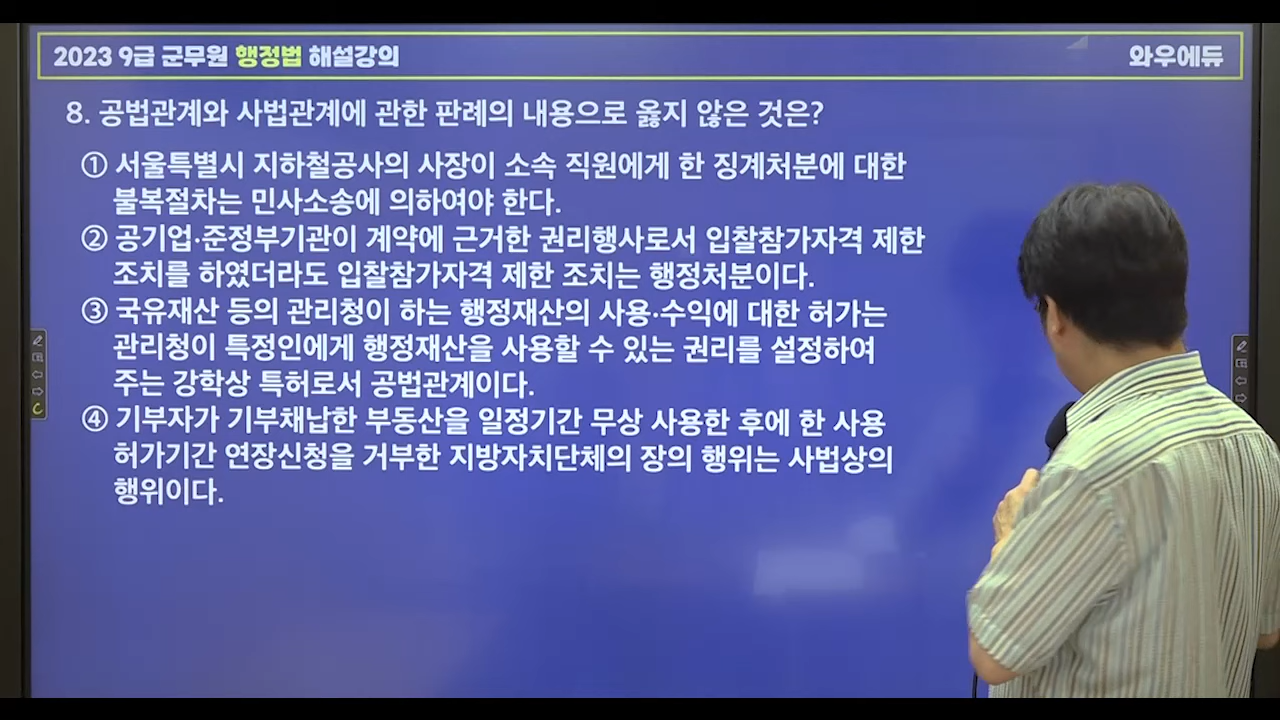 2023 9급 군무원 행정법 해설강의
와우에듀
8. 공법관계와 사법관계에 관한 판례의 내용으로 옳지 않은 것은?
① 서울특별시 지하철공사의 사장이 소속 직원에게 한 징계처분에 대한
불복절차는 민사소송에 의하여야 한다.
② 공기업·준정부기관이 계약에 근거한 권리행사로서 입찰참가자격 제한
조치를 하였더라도 입찰참가자격 제한 조치는 행정처분이다.
③ 국유재산 등의 관리청이 하는 행정재산의 사용·수익에 대한 허가는
관리청이 특정인에게 행정재산을 사용할 수 있는 권리를 설정하여
주는 강학상 특허로서 공법관계이다.
④ 기부자가 기부채납한 부동산을 일정기간 무상 사용한 후에 한 사용
허가기간 연장신청을 거부한 지방자치단체의 장의 행위는 사법상의
행위이다.